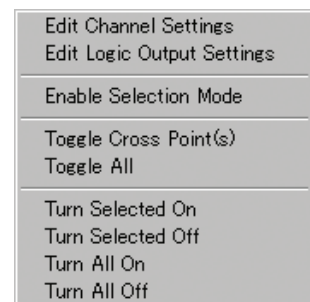 Edit Channel Settings
Edit Logic Output Settings
Enable Selection Mode
Toggle Cross Point(s)
Toggle All
Turn Selected On
Turn Selected Off
Turn All On
Turn All Off